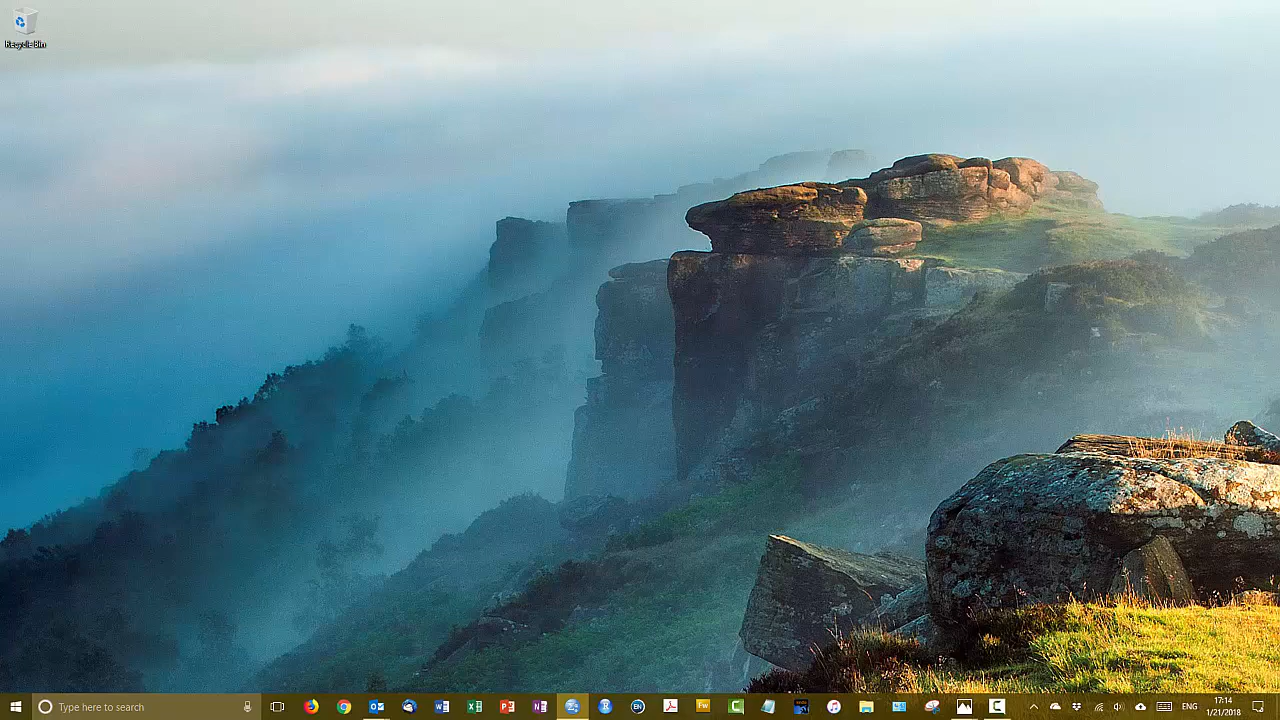 Recycle Bin
Type here to search
ENG
17:14
1/21/2018